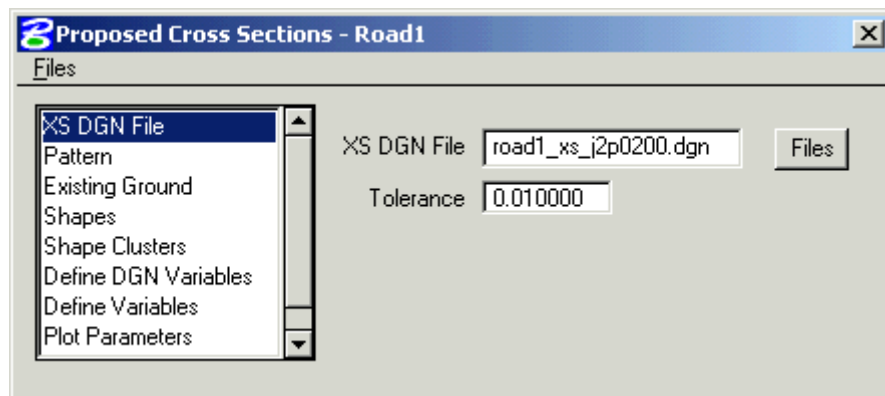 Proposed Cross Sections - Road1
Files
XS DGN File
Pattern
Existing Ground
Shapes
Shape Clusters
Define DGN Variables
Define Variables
Plot Parameters
XS DGN File road1_xs_j2p0200.dgn Files
Tolerance 0.010000